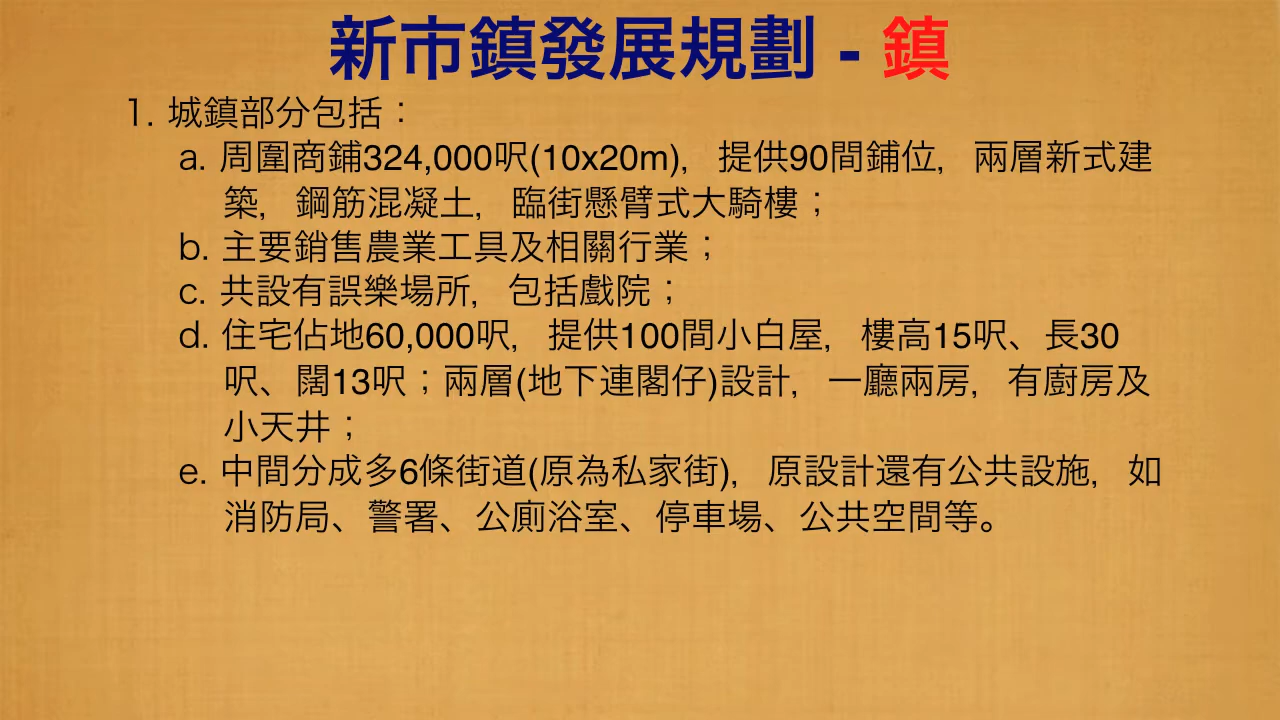 新市鎮發展規劃 - 鎮
1. 城鎮部分包括：
a. 周圍商鋪324,000呎(10x20m)，提供90間鋪位，兩層新式建
築，鋼筋混凝土，臨街懸臂式大騎樓；
b. 主要銷售農業工具及相關行業；
c. 共設有誤樂場所，包括戲院；
d. 住宅佔地60,000呎，提供100間小白屋，樓高15呎、長30
呎、闊13呎；兩層(地下連閣仔)設計，一廳兩房，有廚房及
小天井；
e. 中間分成多6條街道(原為私家街)，原設計還有公共設施，如
消防局、警署、公廁浴室、停車場、公共空間等。